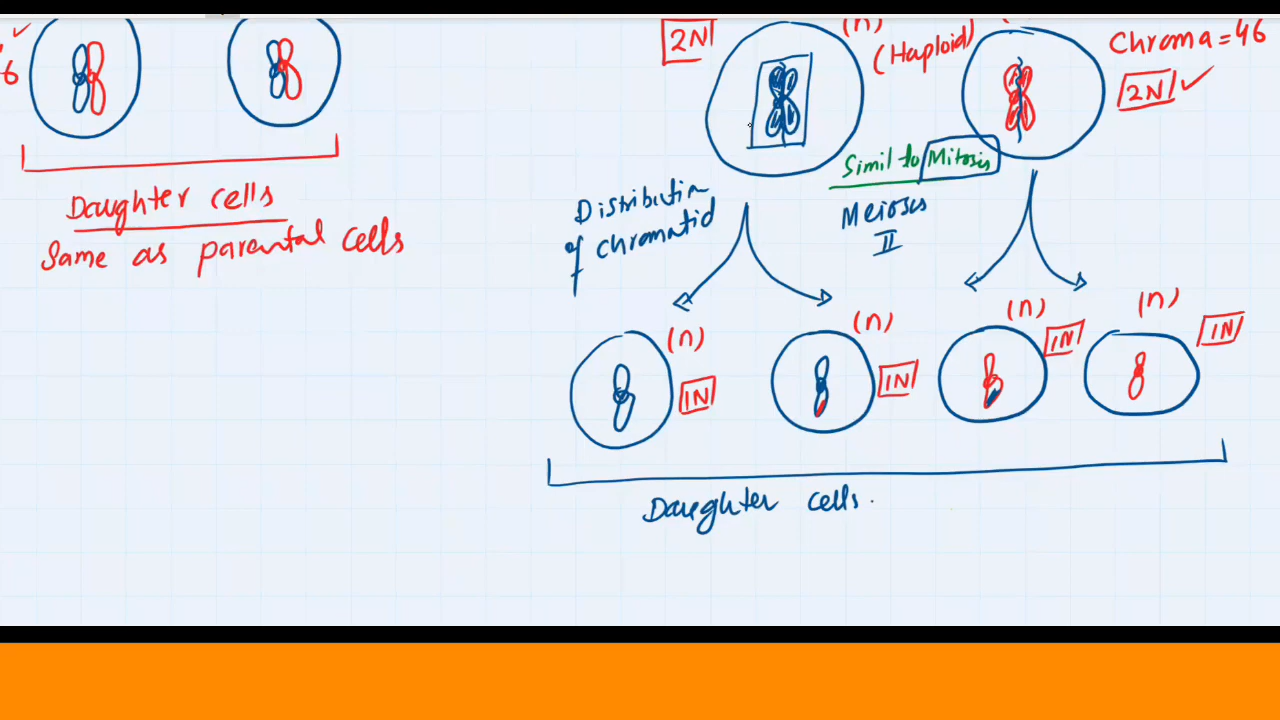 6
2N
(n)
(Haploid)
Chroma = 46
2N
Simil to Mitosis
Meiosis
II
Distribution
of chromatid
Daughter cells
Same as parental cells
(n)
1N
(n)
1N
(n)
1N
(n)
1N
Daughter cells.